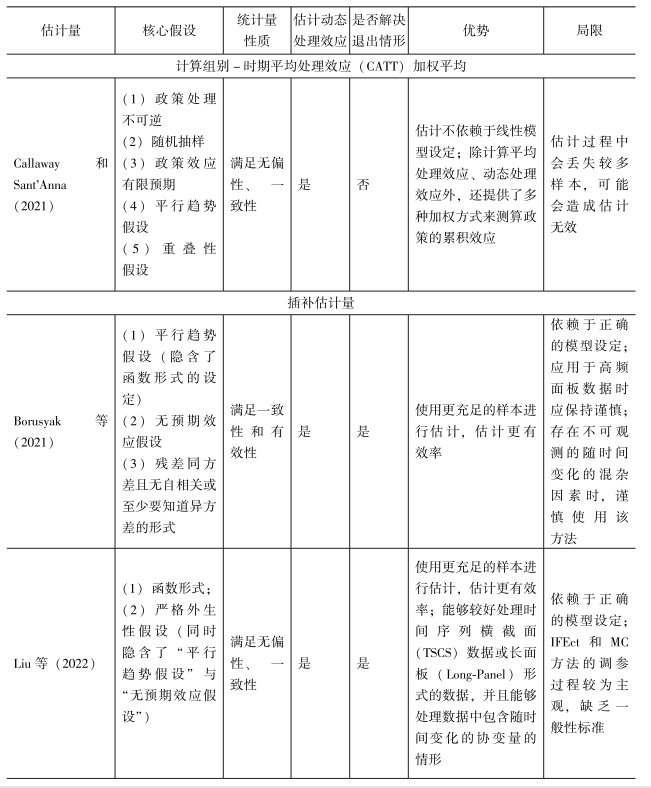 估计量
核心假设
统计量
性质
估计动态
处理效应
是否解决
退出情形
优势
局限
计算组别－时期平均处理效应（CATT）加权平均
Callaway 和
Sant'Anna
（2021）
（1）政策处理
不可逆
（2）随机抽样
（3）政策效应
有限预期
（4）平行趋势
假设
（5）重叠性
假设
满足无偏
性、一
致性
是
否
估计不依赖于线性模
型设定；除计算平均
处理效应、动态处理
效应外，还提供了多
种加权方式来测算政
策的累积效应
估计过程中
会丢失较多
样本，可能
会造成估计
无效
插补估计量
Borusyak 等
（2021）
（1）平行趋势
假设（隐含了
函数形式的设
定）
（2）无预期效
应假设
（3）残差同方
差且无自相关或
至少要知道异方
差的形式
满足一致
性和有
效性
是
是
使用更充足的样本进
行估计，估计更有
效率
依赖于正确
的模型设定；
应用于高频
面板数据时
应保持谨慎；
存在不可观
测的随时间
变化的混杂
因素时，谨
慎使用该
方法
Liu 等（2022）
（1）函数形式；
（2）严格外生
性假设（同时
隐含了“平行
趋势假设”与
“无预期效应假
设”）
满足无偏
性、一
致性
是
是
使用更充足的样本进
行估计，估计更有效
率；能够较好处理时
间序列横截面
(TSCS) 数据或长面
板（Long-Panel）形
式的数据，并且能够
处理数据中包含随时
间变化的协变量的
情形
依赖于正确
的模型设定；
IFEct 和 MC
方法的调参
过程较为主
观，缺乏一
般性标准